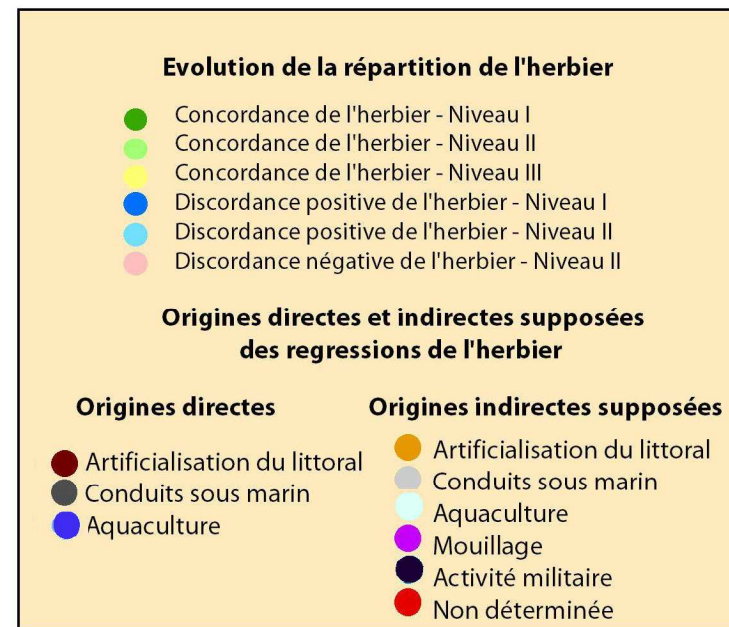 Evolution de la répartition de l'herbier
Concordance de l'herbier - Niveau I
Concordance de l'herbier - Niveau II
Concordance de l'herbier - Niveau III
Discordance positive de l'herbier - Niveau I
Discordance positive de l'herbier - Niveau II
Discordance négative de l'herbier - Niveau II
Origines directes et indirectes supposées
des regressions de l'herbier
Origines directes
Artificialisation du littoral
Conduits sous marin
Aquaculture
Origines indirectes supposées
Artificialisation du littoral
Conduits sous marin
Aquaculture
Mouillage
Activité militaire
Non déterminée